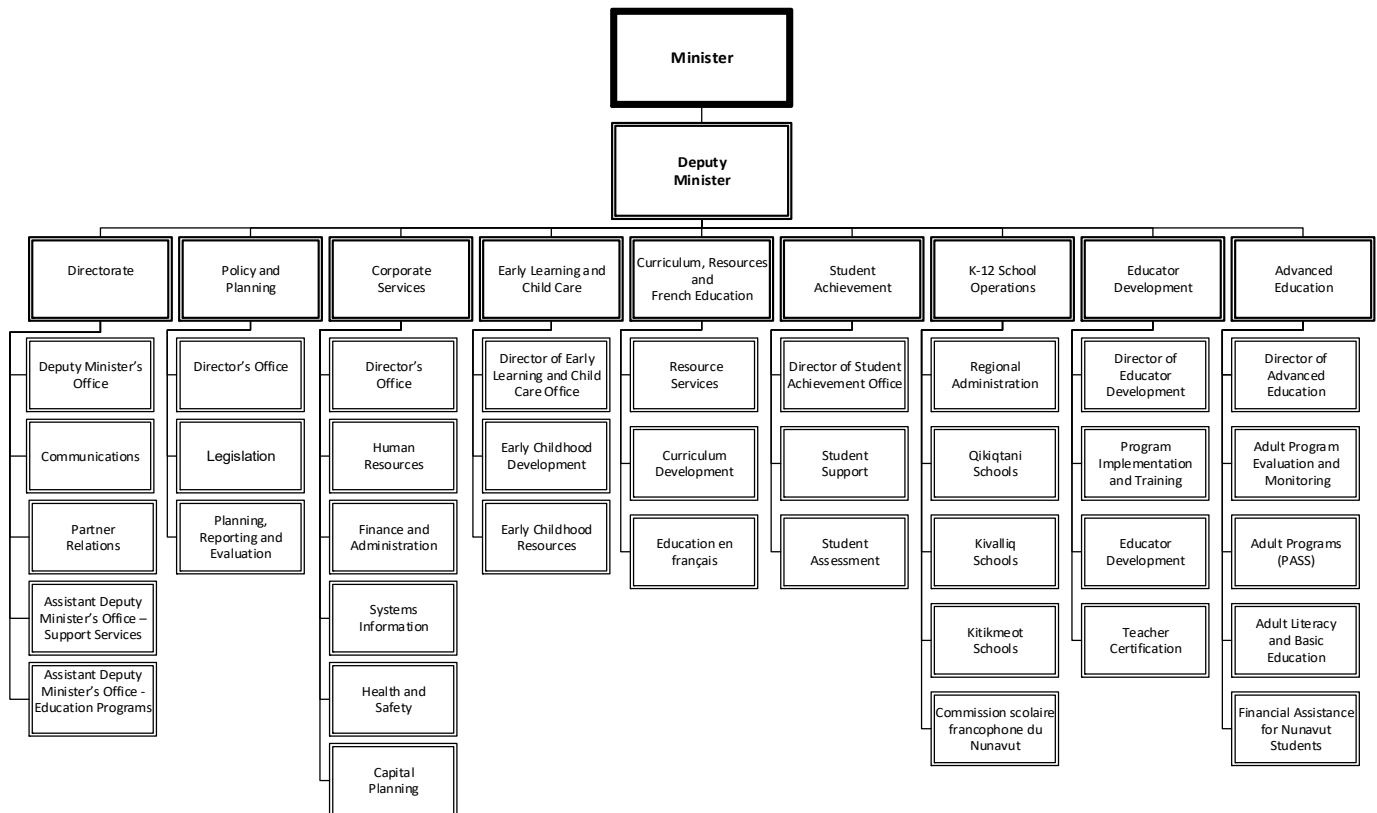 Minister
Deputy
Minister
Directorate
Policy and
Planning
Corporate
Services
Early Learning and
Child Care
Curriculum, Resources
and
French Education
Student
Achievement
K-12 School
Operations
Educator
Development
Advanced
Education
Deputy Minister's
Office
Communications
Partner
Relations
Assistant Deputy
Minister's Office –
Support Services
Assistant Deputy
Minister's Office -
Education Programs
Director's Office
Legislation
Planning,
Reporting and
Evaluation
Director's
Office
Human
Resources
Finance and
Administration
Systems
Information
Health and
Safety
Capital
Planning
Director of Early
Learning and Child
Care Office
Early Childhood
Development
Early Childhood
Resources
Resource
Services
Curriculum
Development
Education en
français
Director of Student
Achievement Office
Student
Support
Student
Assessment
Regional
Administration
Qikiqtani
Schools
Kivalliq
Schools
Kitikmeot
Schools
Commission scolaire
francophone du
Nunavut
Director of
Educator
Development
Program
Implementation
and Training
Educator
Development
Teacher
Certification
Director of
Advanced
Education
Adult Program
Evaluation and
Monitoring
Adult Programs
(PASS)
Adult Literacy
and Basic
Education
Financial Assistance
for Nunavut
Students